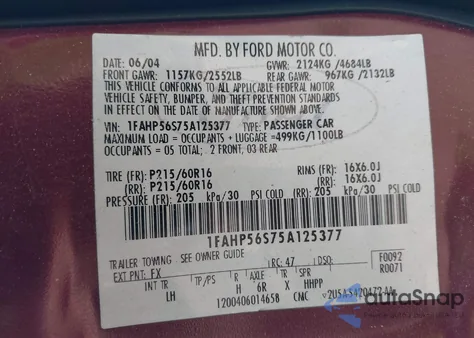 MFD. BY FORD MOTOR CO.
DATE: 06/04 GVWR: 2124KG/4684LB
FRONT GAWR: 1157KG/2552LB REAR GAWR: 967KG/2132LB
THIS VEHICLE CONFORMS TO ALL APPLICABLE FEDERAL MOTOR
VEHICLE SAFETY, BUMPER, AND THEFT PREVENTION STANDARDS
IN EFFECT ON THE DATE OF MANUFACTURE SHOWN ABOVE.
VEHICLE: 1FAHP56S75A125377 TYPE: PASSENGER CAR
MAXIMUM LOAD = OCCUPANTS + LUGGAGE =499KG/1100LB
OCCUPANTS = 05 TOTAL: 2 FRONT, 03 REAR
TIRE (FR): P215/60R16 RIMS (FR): 16X6.0J
(RR): P215/60R16 (RR): 16X6.0J
PRESSURE (FR): 205 kPa/30 PSI COLD (RR): 205 kPa/30 PSI COLD
1FAHP56S75A125377
TRAILER TOWING - SEE OWNER GUIDE
EXT PNT: FX RC: 47 DSO: F0092
R0071
INT TR TP/PS R AXLE TR SPR
LH B H HHPP
120040601465B CNC
autoSnap